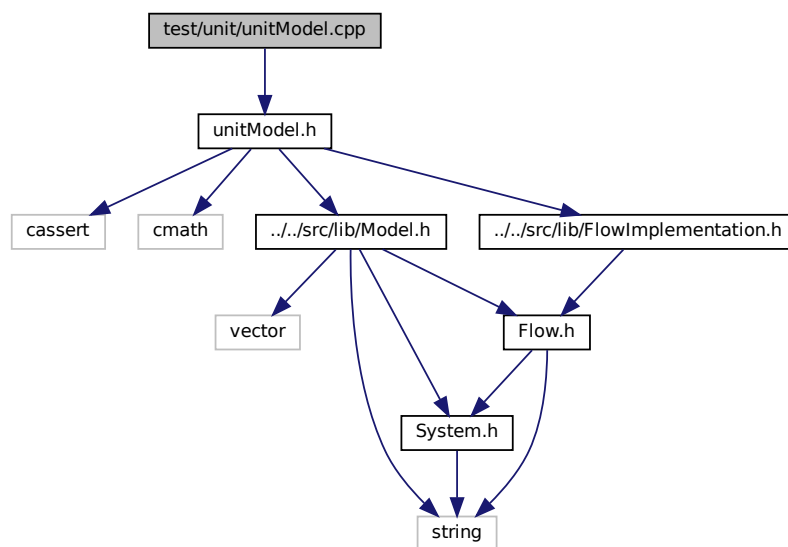 test/unit/unitModel.cpp
unitModel.h
cassert
cmath
../../src/lib/Model.h
../../src/lib/FlowImplementation.h
vector
Flow.h
System.h
string